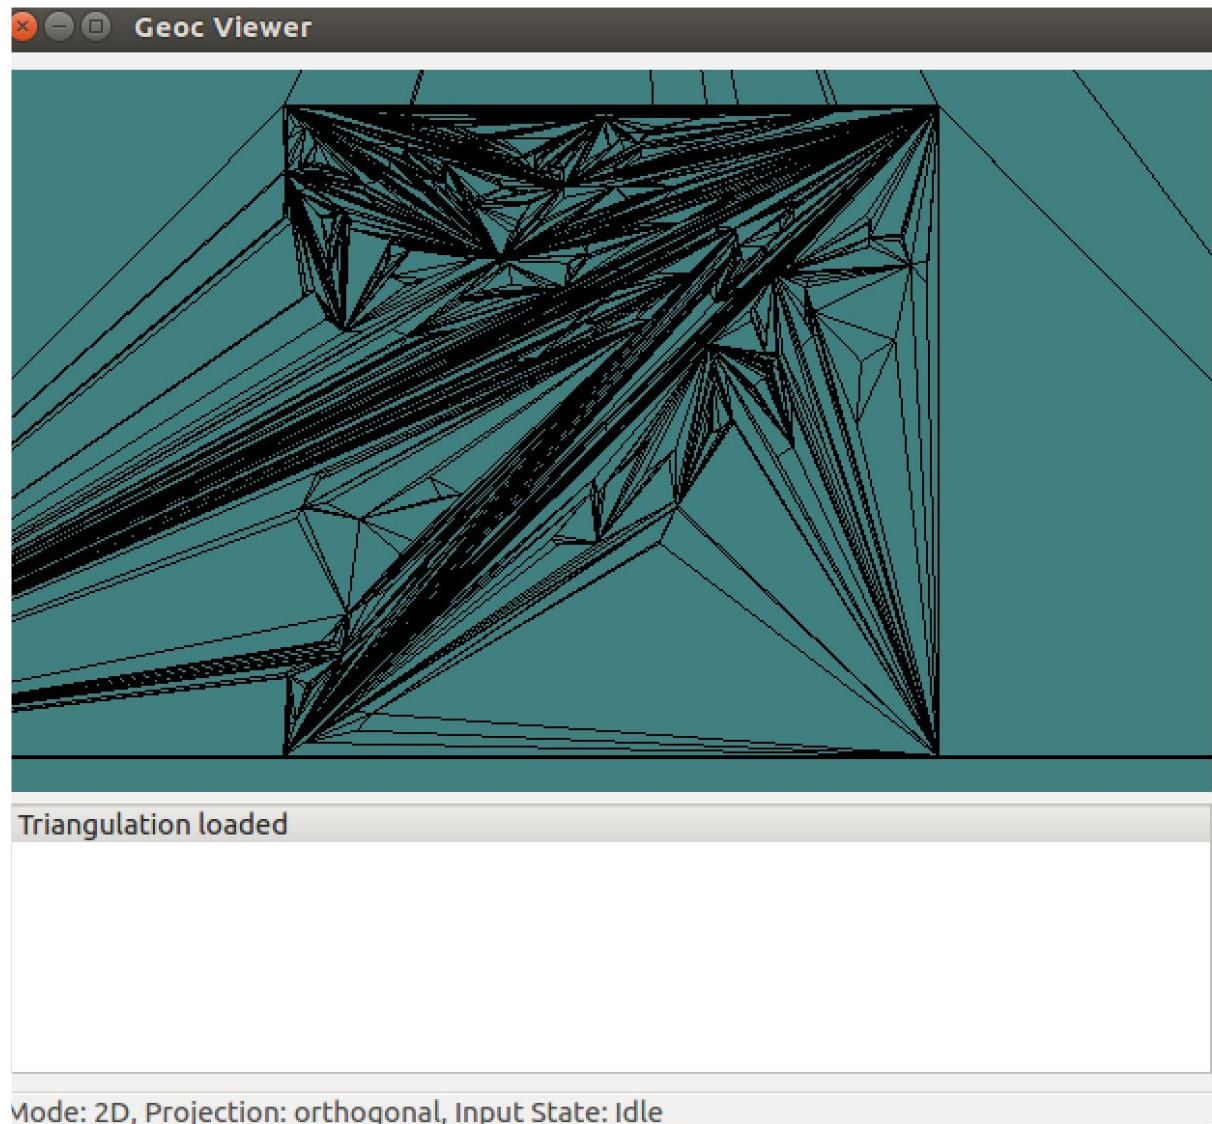 Geoc Viewer
Triangulation loaded
Mode: 2D, Projection: orthogonal, Input State: Idle